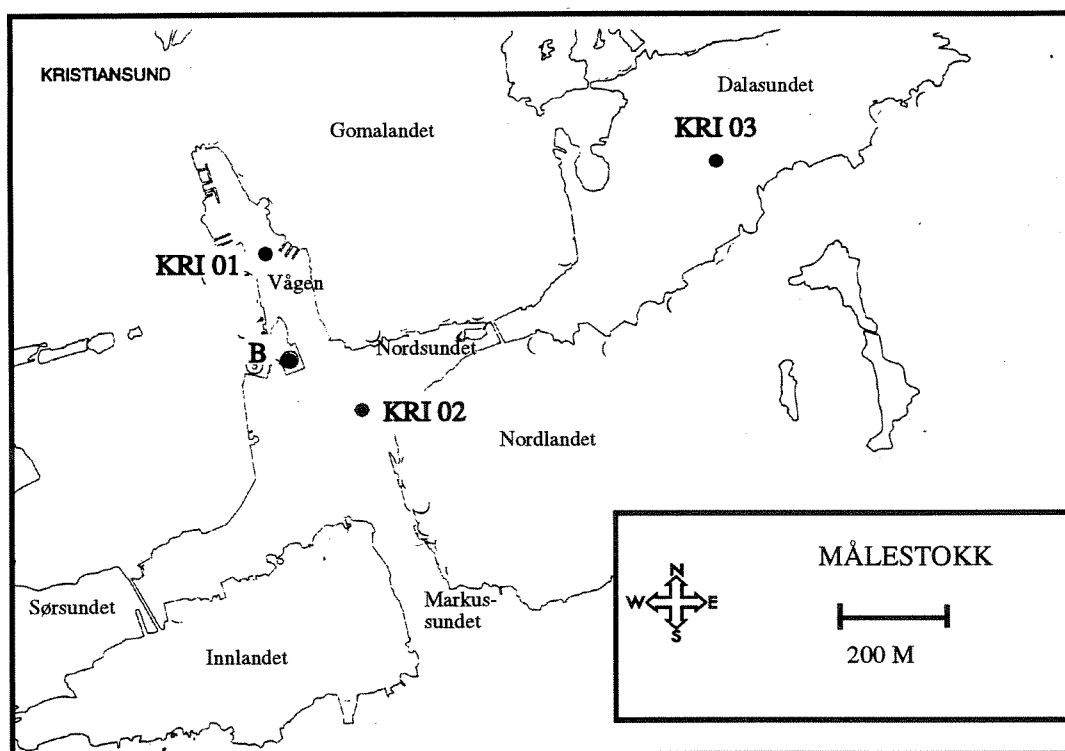 KRISTIANSUND
Dalasundet
KRI 03
Gomalandet
KRI 01
Vågen
Nordsundet
B
KRI 02
Nordlandet
MÅLESTOKK
N
W E
S
200 M
Sørsundet
Markus-
sundet
Innlandet